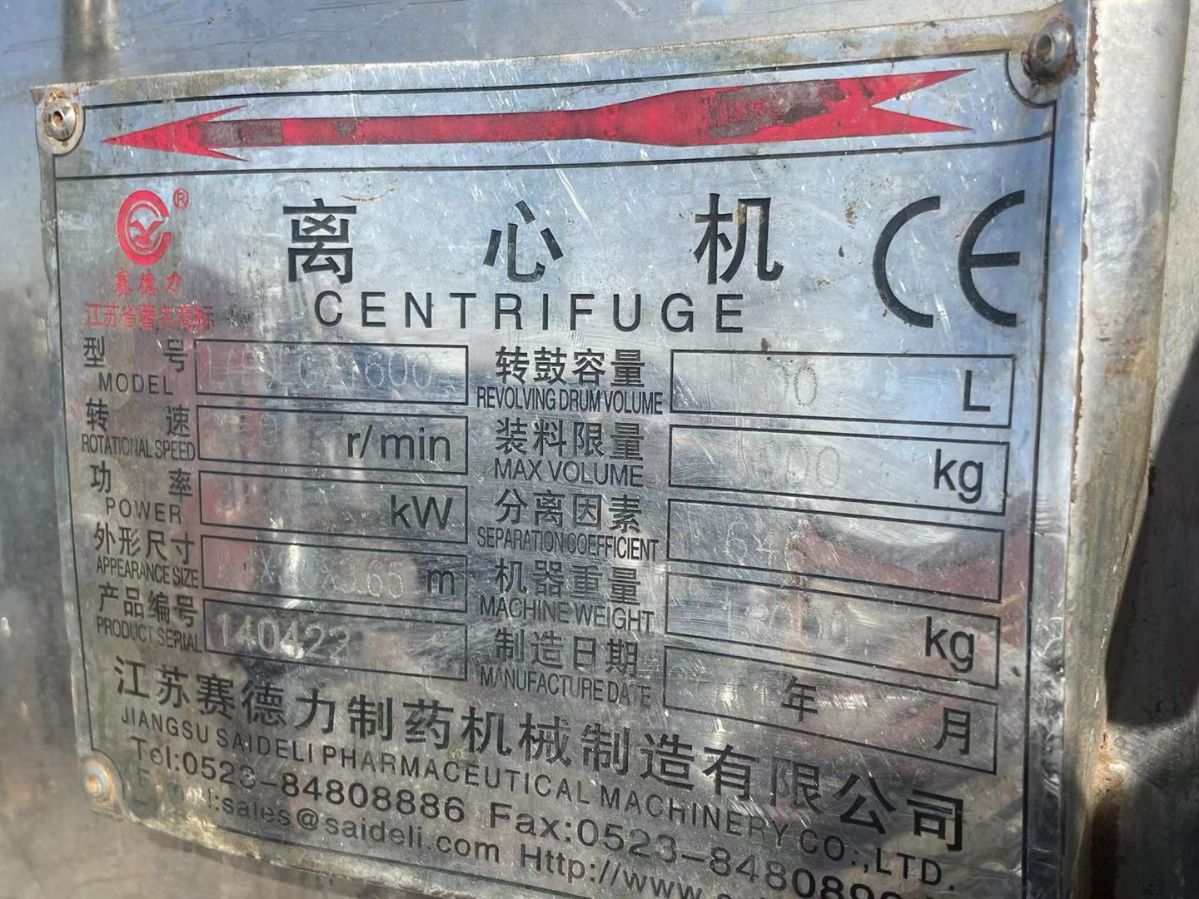 ®
赛德力
江苏省著名商标
离心机
CE
CENTRIFUGE
型号
MODEL
1600
转鼓容量
REVOLVING DRUM VOLUME
L
转速
ROTATIONAL SPEED
r/min
装料限量
MAX VOLUME
kg
功率
POWER
kW
分离因素
SEPARATION COEFFICIENT
外形尺寸
APPEARANCE SIZE
m
机器重量
MACHINE WEIGHT
kg
产品编号
PRODUCT SERIAL
140422
制造日期
MANUFACTURE DATE
年 月
江苏赛德力制药机械制造有限公司
JIANGSU SAIDELI PHARMACEUTICAL MACHINERY CO.,LTD.
Tel:0523-84808886 Fax:0523-848089
sales@saideli.com Http://www.